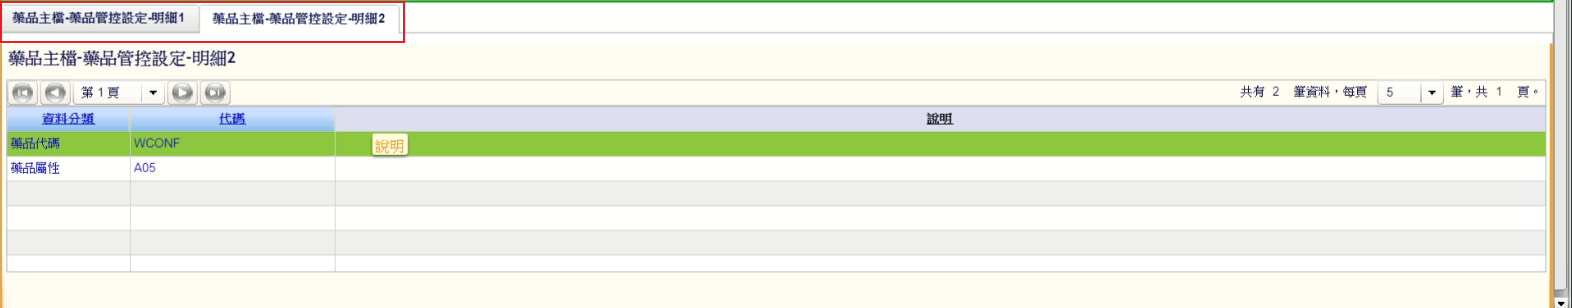 藥品主檔-藥品管控設定-明細1 藥品主檔-藥品管控設定-明細2
藥品主檔-藥品管控設定-明細2
第 1 頁 共有 2 筆資料，每頁 5 筆，共 1 頁。
資料分類 代碼 說明
藥品代碼 WCONF 說明
藥品屬性 A05